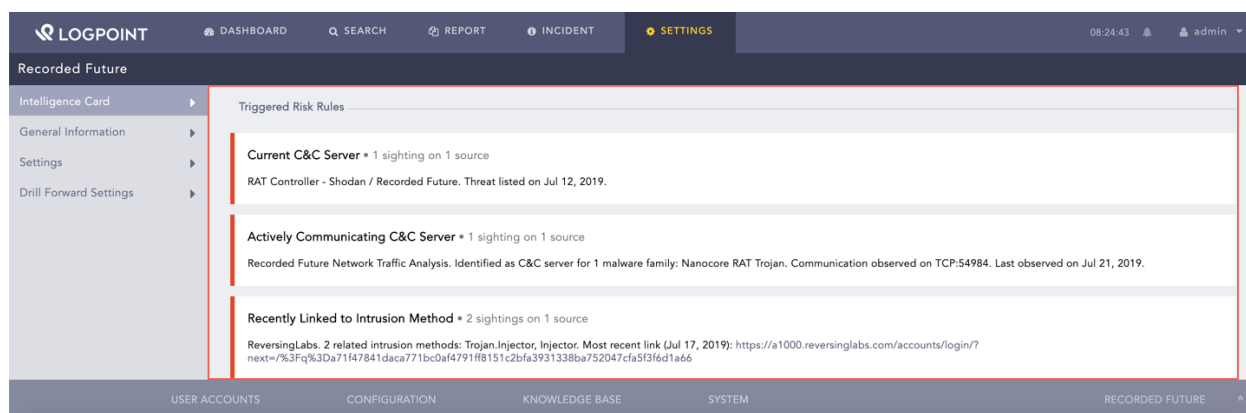 LOGPOINT DASHBOARD SEARCH REPORT INCIDENT SETTINGS 08:24:43 admin
Recorded Future
Intelligence Card
General Information
Settings
Drill Forward Settings
Triggered Risk Rules
Current C&C Server • 1 sighting on 1 source
RAT Controller - Shodan / Recorded Future. Threat listed on Jul 12, 2019.
Actively Communicating C&C Server • 1 sighting on 1 source
Recorded Future Network Traffic Analysis. Identified as C&C server for 1 malware family: Nanocore RAT Trojan. Communication observed on TCP:54984. Last observed on Jul 21, 2019.
Recently Linked to Intrusion Method • 2 sightings on 1 source
ReversingLabs. 2 related intrusion methods: Trojan.Injector, Injector. Most recent link (Jul 17, 2019): https://a1000.reversinglabs.com/accounts/login/?
next=/%3Fq%3Da71f47841daca771bc0af4791ff8151c2bfa3931338ba752047cfa5f3f6d1a66
USER ACCOUNTS CONFIGURATION KNOWLEDGE BASE SYSTEM RECORDED FUTURE